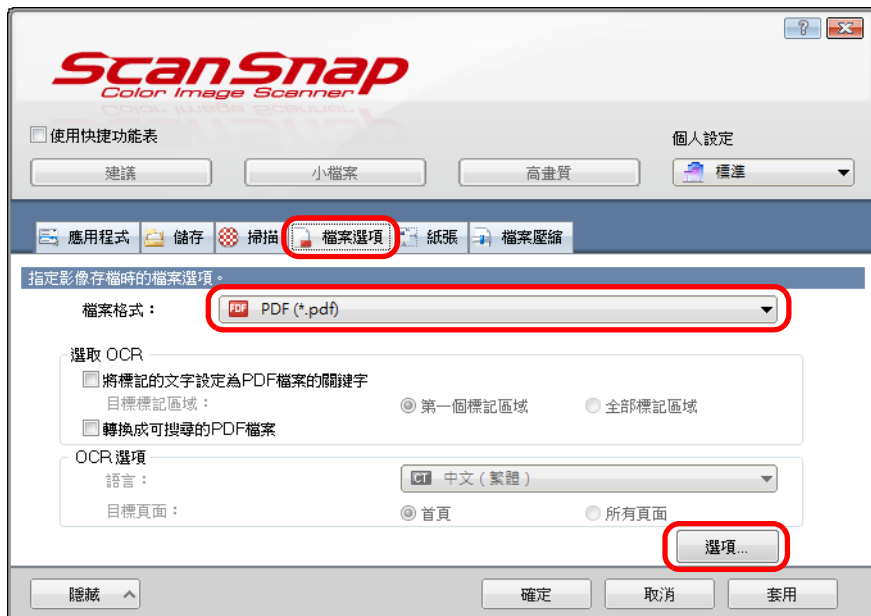 ScanSnap
Color Image Scanner
使用快捷功能表
個人設定
建議 小檔案 高畫質 標準
應用程式 儲存 掃描 檔案選項 紙張 檔案壓縮
指定影像存檔時的檔案選項。
檔案格式： PDF PDF (*.pdf)
選取 OCR
將標記的文字設定為PDF檔案的關鍵字
目標標記區域： 第一個標記區域 全部標記區域
轉換成可搜尋的PDF檔案
OCR 選項
語言： CT 中文（繁體）
目標頁面： 首頁 所有頁面
選項...
隱藏 確定 取消 套用